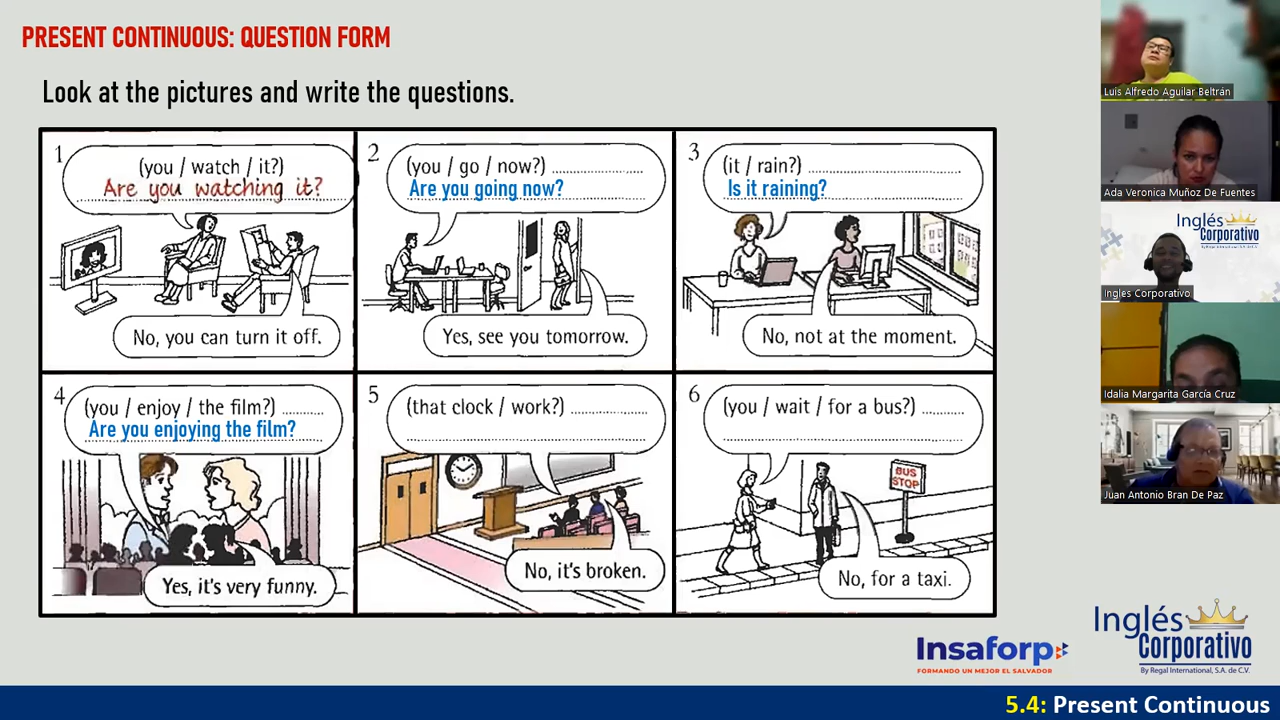 PRESENT CONTINUOUS: QUESTION FORM
Look at the pictures and write the questions.
1
(you / watch / it?)
Are you watching it?
No, you can turn it off.
2
(you / go / now?) ....................
Are you going now?
Yes, see you tomorrow.
3
(it / rain?) ........................................
Is it raining?
No, not at the moment.
4
(you / enjoy / the film?) ..........
Are you enjoying the film?
Yes, it's very funny.
5
(that clock / work?) .................
No, it's broken.
6
(you / wait / for a bus?) ..........
BUS
STOP
No, for a taxi.
Luis Alfredo Aguilar Beltrán
Ada Veronica Muñoz De Fuentes
Inglés
Corporativo
Ingles Corporativo
Idalia Margarita García Cruz
Juan Antonio Bran De Paz
Insaforp
FORMANDO UN MEJOR EL SALVADOR
Inglés
Corporativo
By Regal International, S.A. de C.V.
5.4: Present Continuous